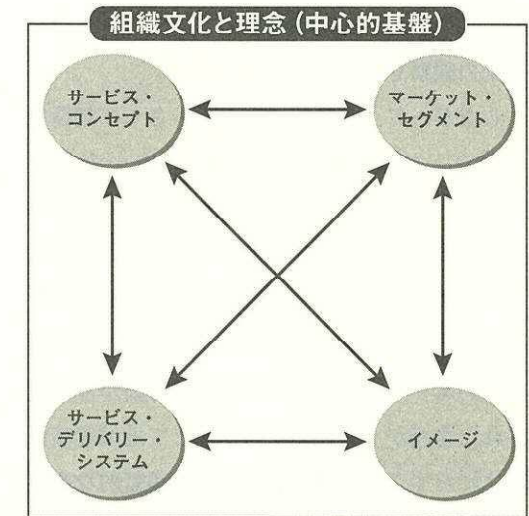 組織文化と理念(中心的基盤)
サービス・
コンセプト
マーケット・
セグメント
サービス・
デリバリー・
システム
イメージ